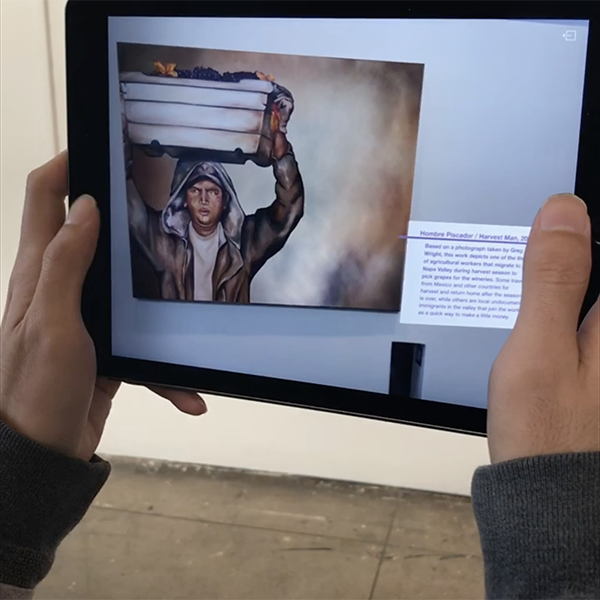 Hombre Piscador / Harvest Man, 20
Based on a photograph taken by Greg
Wright, this work depicts one of the
of agricultural workers that migrate to
Napa Valley during harvest season to
pick grapes for the wineries. Some
from Mexico and other countries for
harvest and return home after the season
is over, while others are local
immigrants in the valley that join the
as a quick way to make a little money.